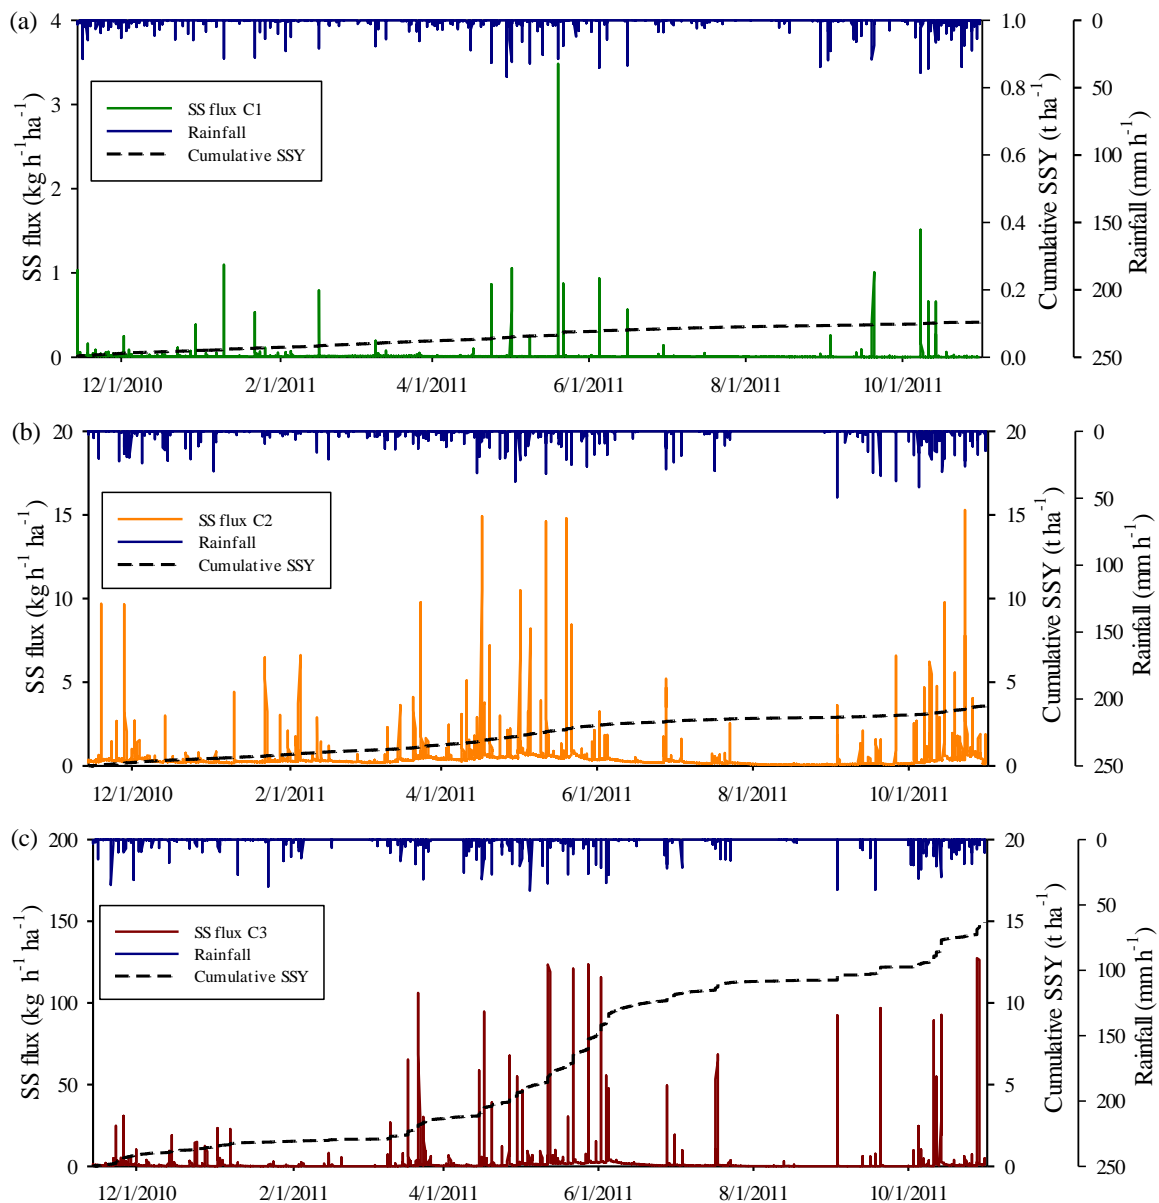 (a)
4
3
2
1
0
SS flux (kg h⁻¹ha⁻¹)
SS flux C1
Rainfall
Cumulative SSY
1.0
0.8
0.6
0.4
0.2
0.0
Cumulative SSY (t ha⁻¹)
0
50
100
150
200
250
Rainfall (mm h⁻¹)
12/1/2010 2/1/2011 4/1/2011 6/1/2011 8/1/2011 10/1/2011
(b)
20
15
10
5
0
SS flux (kg h⁻¹ ha⁻¹)
SS flux C2
Rainfall
Cumulative SSY
20
15
10
5
0
Cumulative SSY (t ha⁻¹)
0
50
100
150
200
250
Rainfall (mm h⁻¹)
12/1/2010 2/1/2011 4/1/2011 6/1/2011 8/1/2011 10/1/2011
(c)
200
150
100
50
0
SS flux (kg h⁻¹ ha⁻¹)
SS flux C3
Rainfall
Cumulative SSY
20
15
10
5
0
Cumulative SSY (t ha⁻¹)
0
50
100
150
200
250
Rainfall (mm h⁻¹)
12/1/2010 2/1/2011 4/1/2011 6/1/2011 8/1/2011 10/1/2011